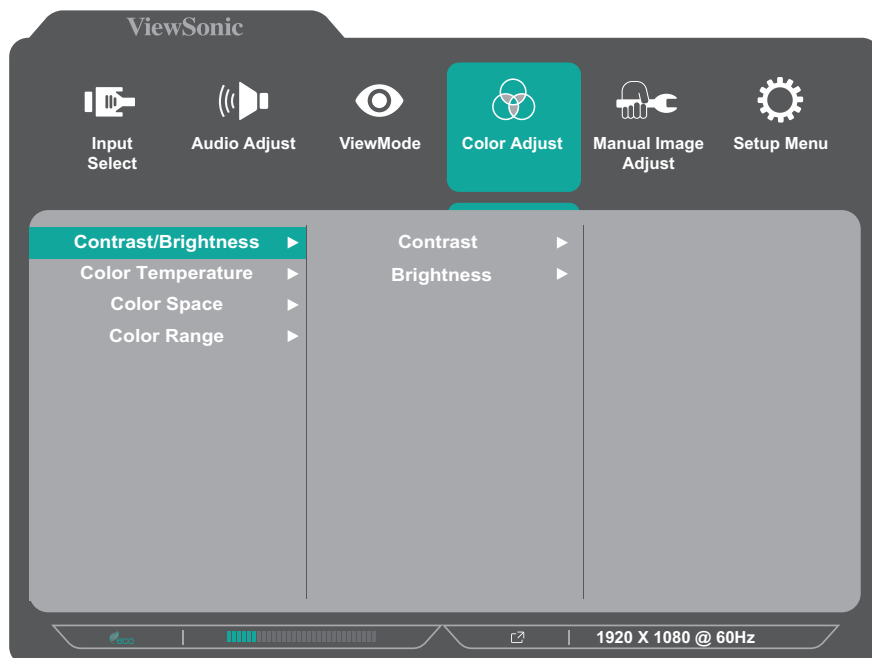 ViewSonic
Input
Select
Audio Adjust
ViewMode
Color Adjust
Manual Image
Adjust
Setup Menu
Contrast/Brightness
Color Temperature
Color Space
Color Range
Contrast
Brightness
eco
1920 X 1080 @ 60Hz